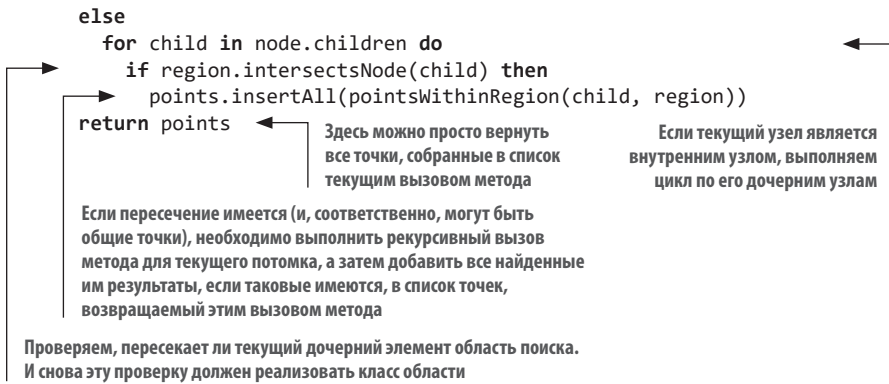 else
for child in node.children do
if region.intersectsNode(child) then
points.insertAll(pointsWithinRegion(child, region))
return points
Здесь можно просто вернуть
все точки, собранные в список
текущим вызовом метода
Если текущий узел является
внутренним узлом, выполняем
цикл по его дочерним узлам
Если пересечение имеется (и, соответственно, могут быть
общие точки), необходимо выполнить рекурсивный вызов
метода для текущего потомка, а затем добавить все найденные
им результаты, если таковые имеются, в список точек,
возвращаемый этим вызовом метода
Проверяем, пересекает ли текущий дочерний элемент область поиска.
И снова эту проверку должен реализовать класс области